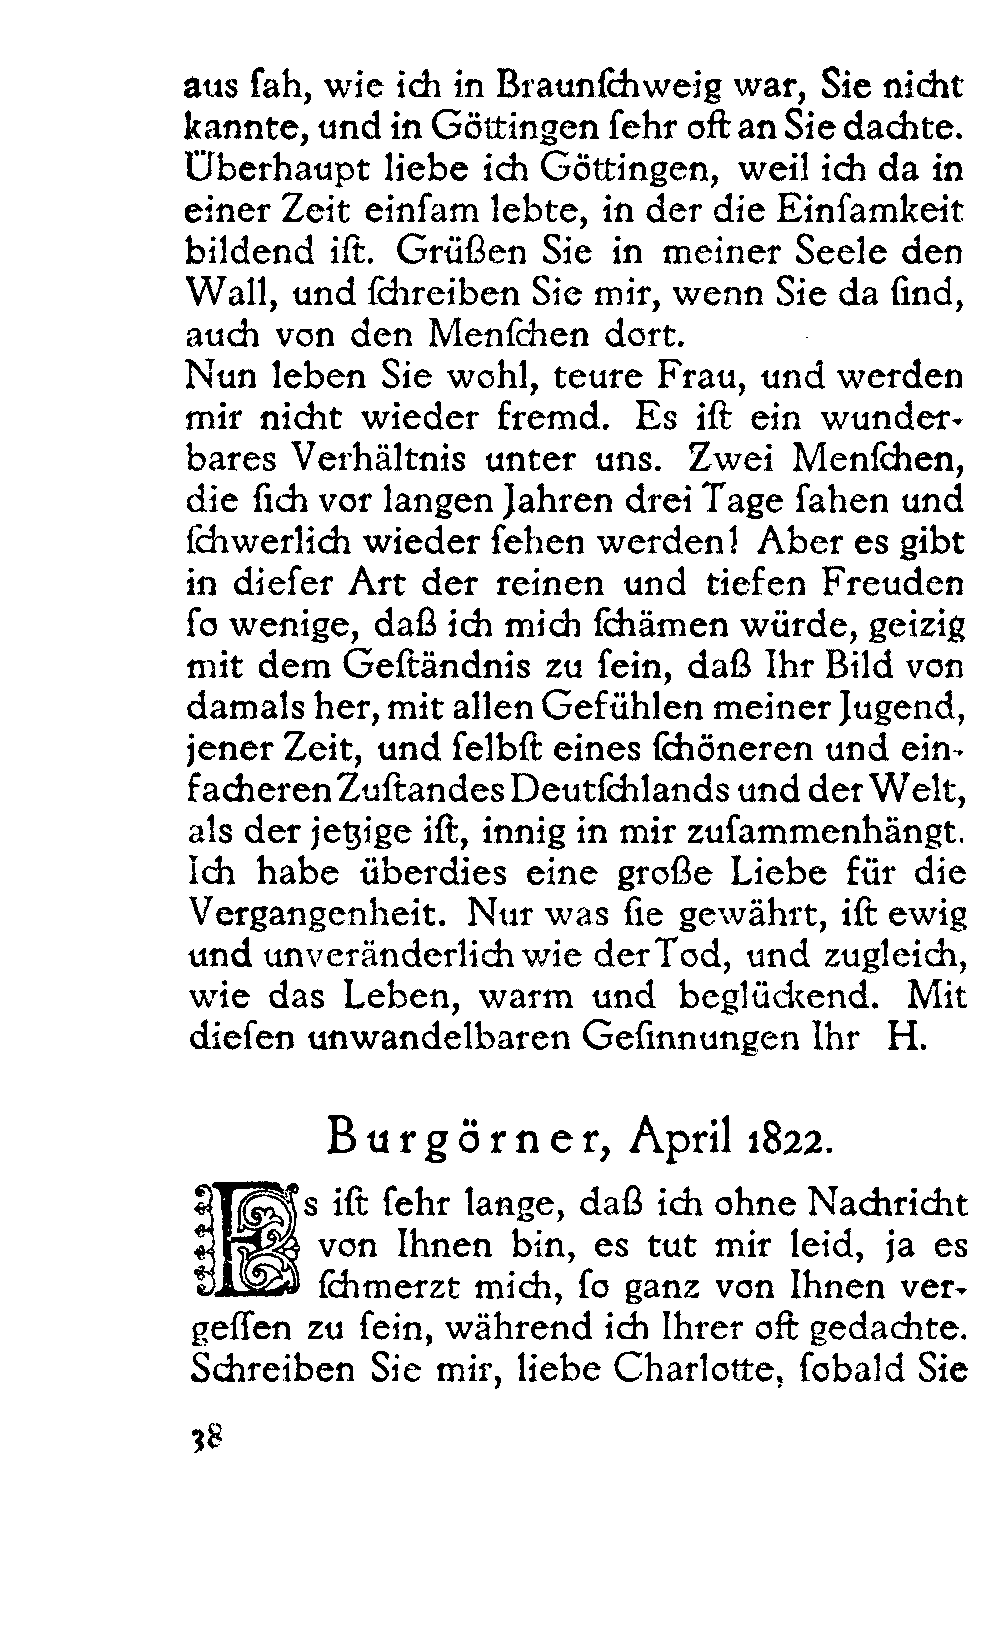 aus ſah, wie ich in Braunſchweig war, Sie nicht
kannte, und in Göttingen ſehr oft an Sie dachte.
Überhaupt liebe ich Göttingen, weil ich da in
einer Zeit einſam lebte, in der die Einſamkeit
bildend iſt. Grüßen Sie in meiner Seele den
Wall, und ſchreiben Sie mir, wenn Sie da ſind,
auch von den Menſchen dort.
Nun leben Sie wohl, teure Frau, und werden
mir nicht wieder fremd. Es iſt ein wunder-
bares Verhältnis unter uns. Zwei Menſchen,
die ſich vor langen Jahren drei Tage ſahen und
ſchwerlich wieder ſehen werden! Aber es gibt
in dieſer Art der reinen und tiefen Freuden
ſo wenige, daß ich mich ſchämen würde, geizig
mit dem Geſtändnis zu ſein, daß Ihr Bild von
damals her, mit allen Gefühlen meiner Jugend,
jener Zeit, und ſelbſt eines ſchöneren und ein-
facheren Zuſtandes Deutſchlands und der Welt,
als der jetzige iſt, innig in mir zuſammenhängt.
Ich habe überdies eine große Liebe für die
Vergangenheit. Nur was ſie gewährt, iſt ewig
und unveränderlich wie der Tod, und zugleich,
wie das Leben, warm und beglückend. Mit
dieſen unwandelbaren Geſinnungen Ihr H.
Burgörner, April 1822.
Es iſt ſehr lange, daß ich ohne Nachricht
von Ihnen bin, es tut mir leid, ja es
ſchmerzt mich, ſo ganz von Ihnen ver-
geſſen zu ſein, während ich Ihrer oft gedachte.
Schreiben Sie mir, liebe Charlotte, ſobald Sie
38